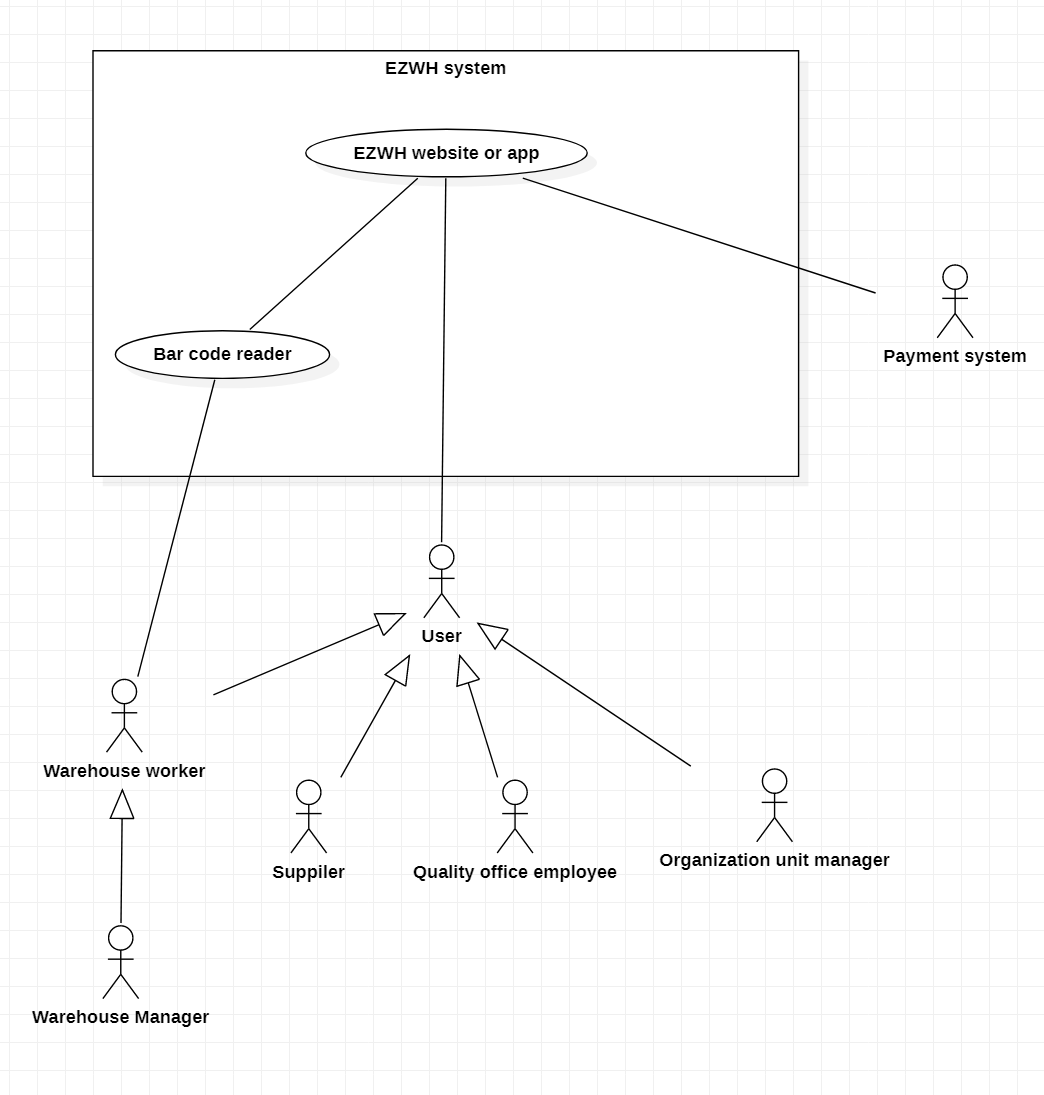 EZWH system
EZWH website or app
Bar code reader
Payment system
User
Warehouse worker
Suppiler
Quality office employee
Organization unit manager
Warehouse Manager